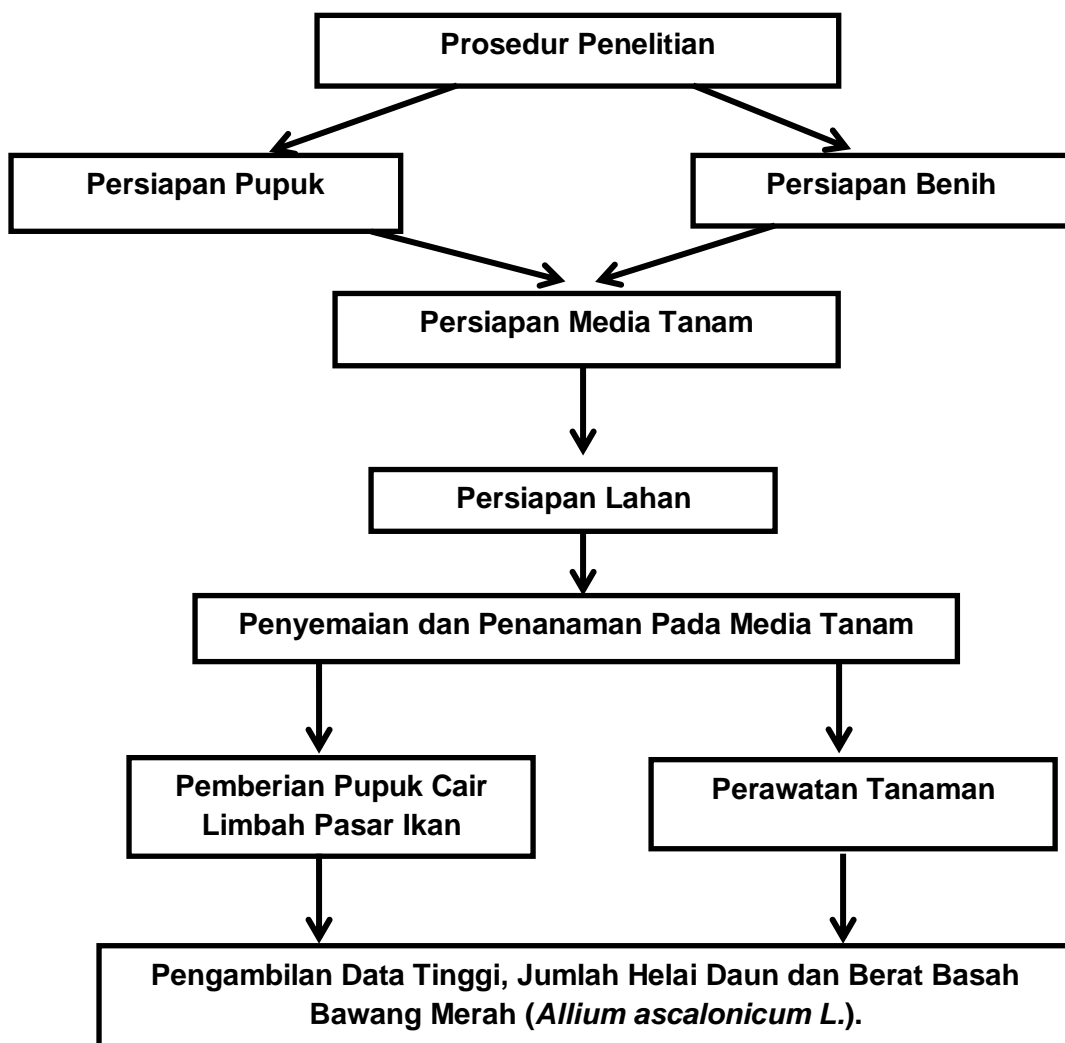 Prosedur Penelitian
Persiapan Pupuk
Persiapan Benih
Persiapan Media Tanam
Persiapan Lahan
Penyemaian dan Penanaman Pada Media Tanam
Pemberian Pupuk Cair
Limbah Pasar Ikan
Perawatan Tanaman
Pengambilan Data Tinggi, Jumlah Helai Daun dan Berat Basah
Bawang Merah (Allium ascalonicum L.).